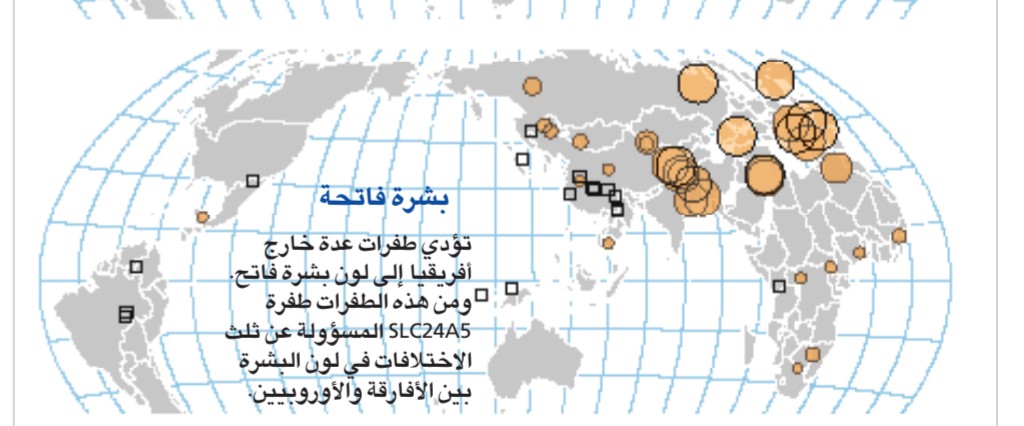 بشرة فاتحة
تؤدي طفرات عدة خارج
أفريقيا إلى لون بشرة فاتح.
ومن هذه الطفرات طفرة
SLC24A5 المسؤولة عن ثلث
الاختلافات في لون البشرة
بين الأفارقة والأوروبيين.